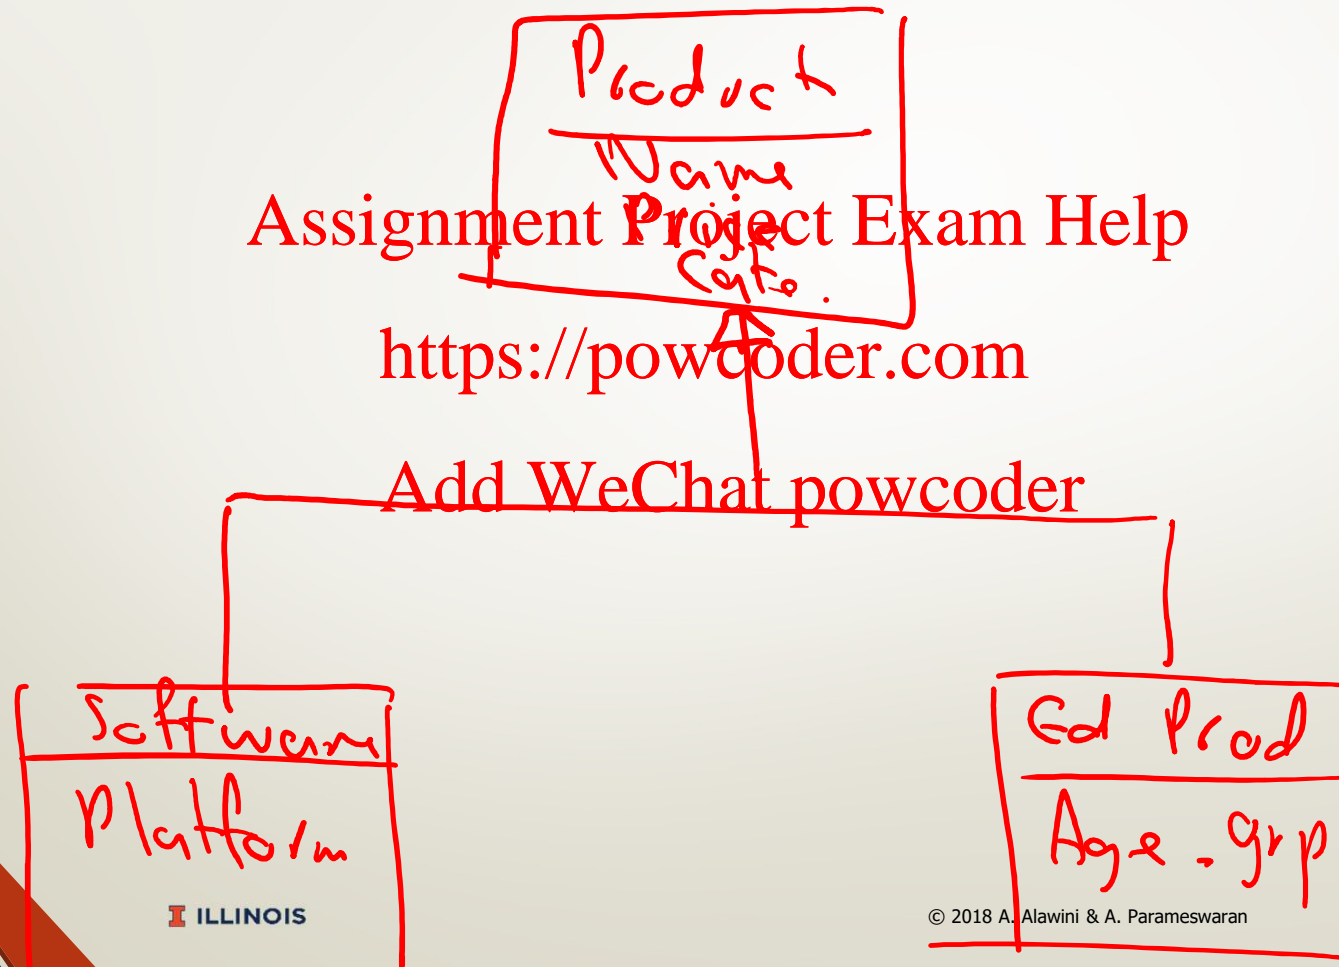 Product
Name
Assignment Project Exam Help
Price
https://powcoder.com
Add WeChat powcoder
Software
Ed Prod
Platform
Age-grp
ILLINOIS
© 2018 A. Alawini & A. Parameswaran